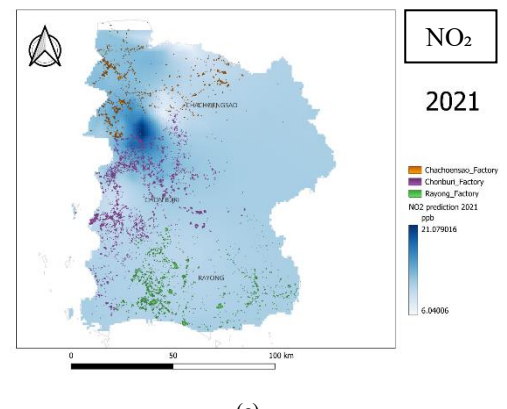 NO₂
2021
CHACHOENGSAO
CHONBURI
RAYONG
Chachoensao_Factory
Chonburi_Factory
Rayong_Factory
NO2 prediction 2021
ppb
21.079016
6.04006
0 50 100 km